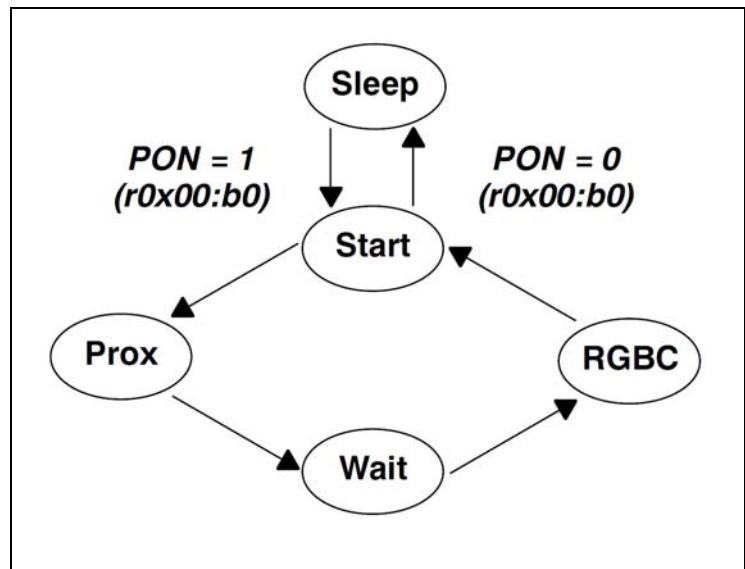 Sleep
PON = 1
(r0x00:b0)
PON = 0
(r0x00:b0)
Start
Prox
RGBC
Wait